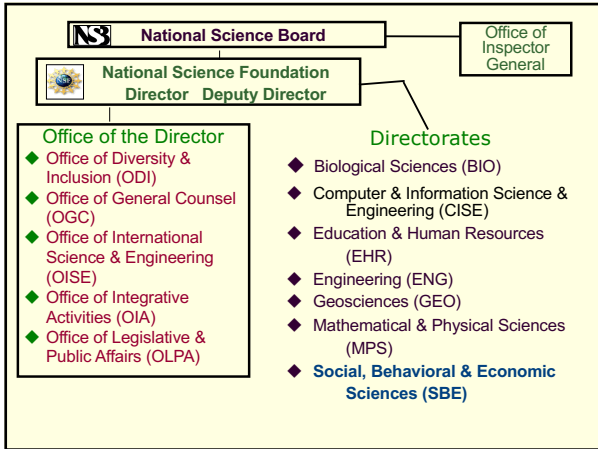 NSB National Science Board
Office of
Inspector
General
National Science Foundation
Director Deputy Director
Office of the Director
Office of Diversity &
Inclusion (ODI)
Office of General Counsel
(OGC)
Office of International
Science & Engineering
(OISE)
Office of Integrative
Activities (OIA)
Office of Legislative &
Public Affairs (OLPA)
Directorates
Biological Sciences (BIO)
Computer & Information Science &
Engineering (CISE)
Education & Human Resources
(EHR)
Engineering (ENG)
Geosciences (GEO)
Mathematical & Physical Sciences
(MPS)
Social, Behavioral & Economic
Sciences (SBE)